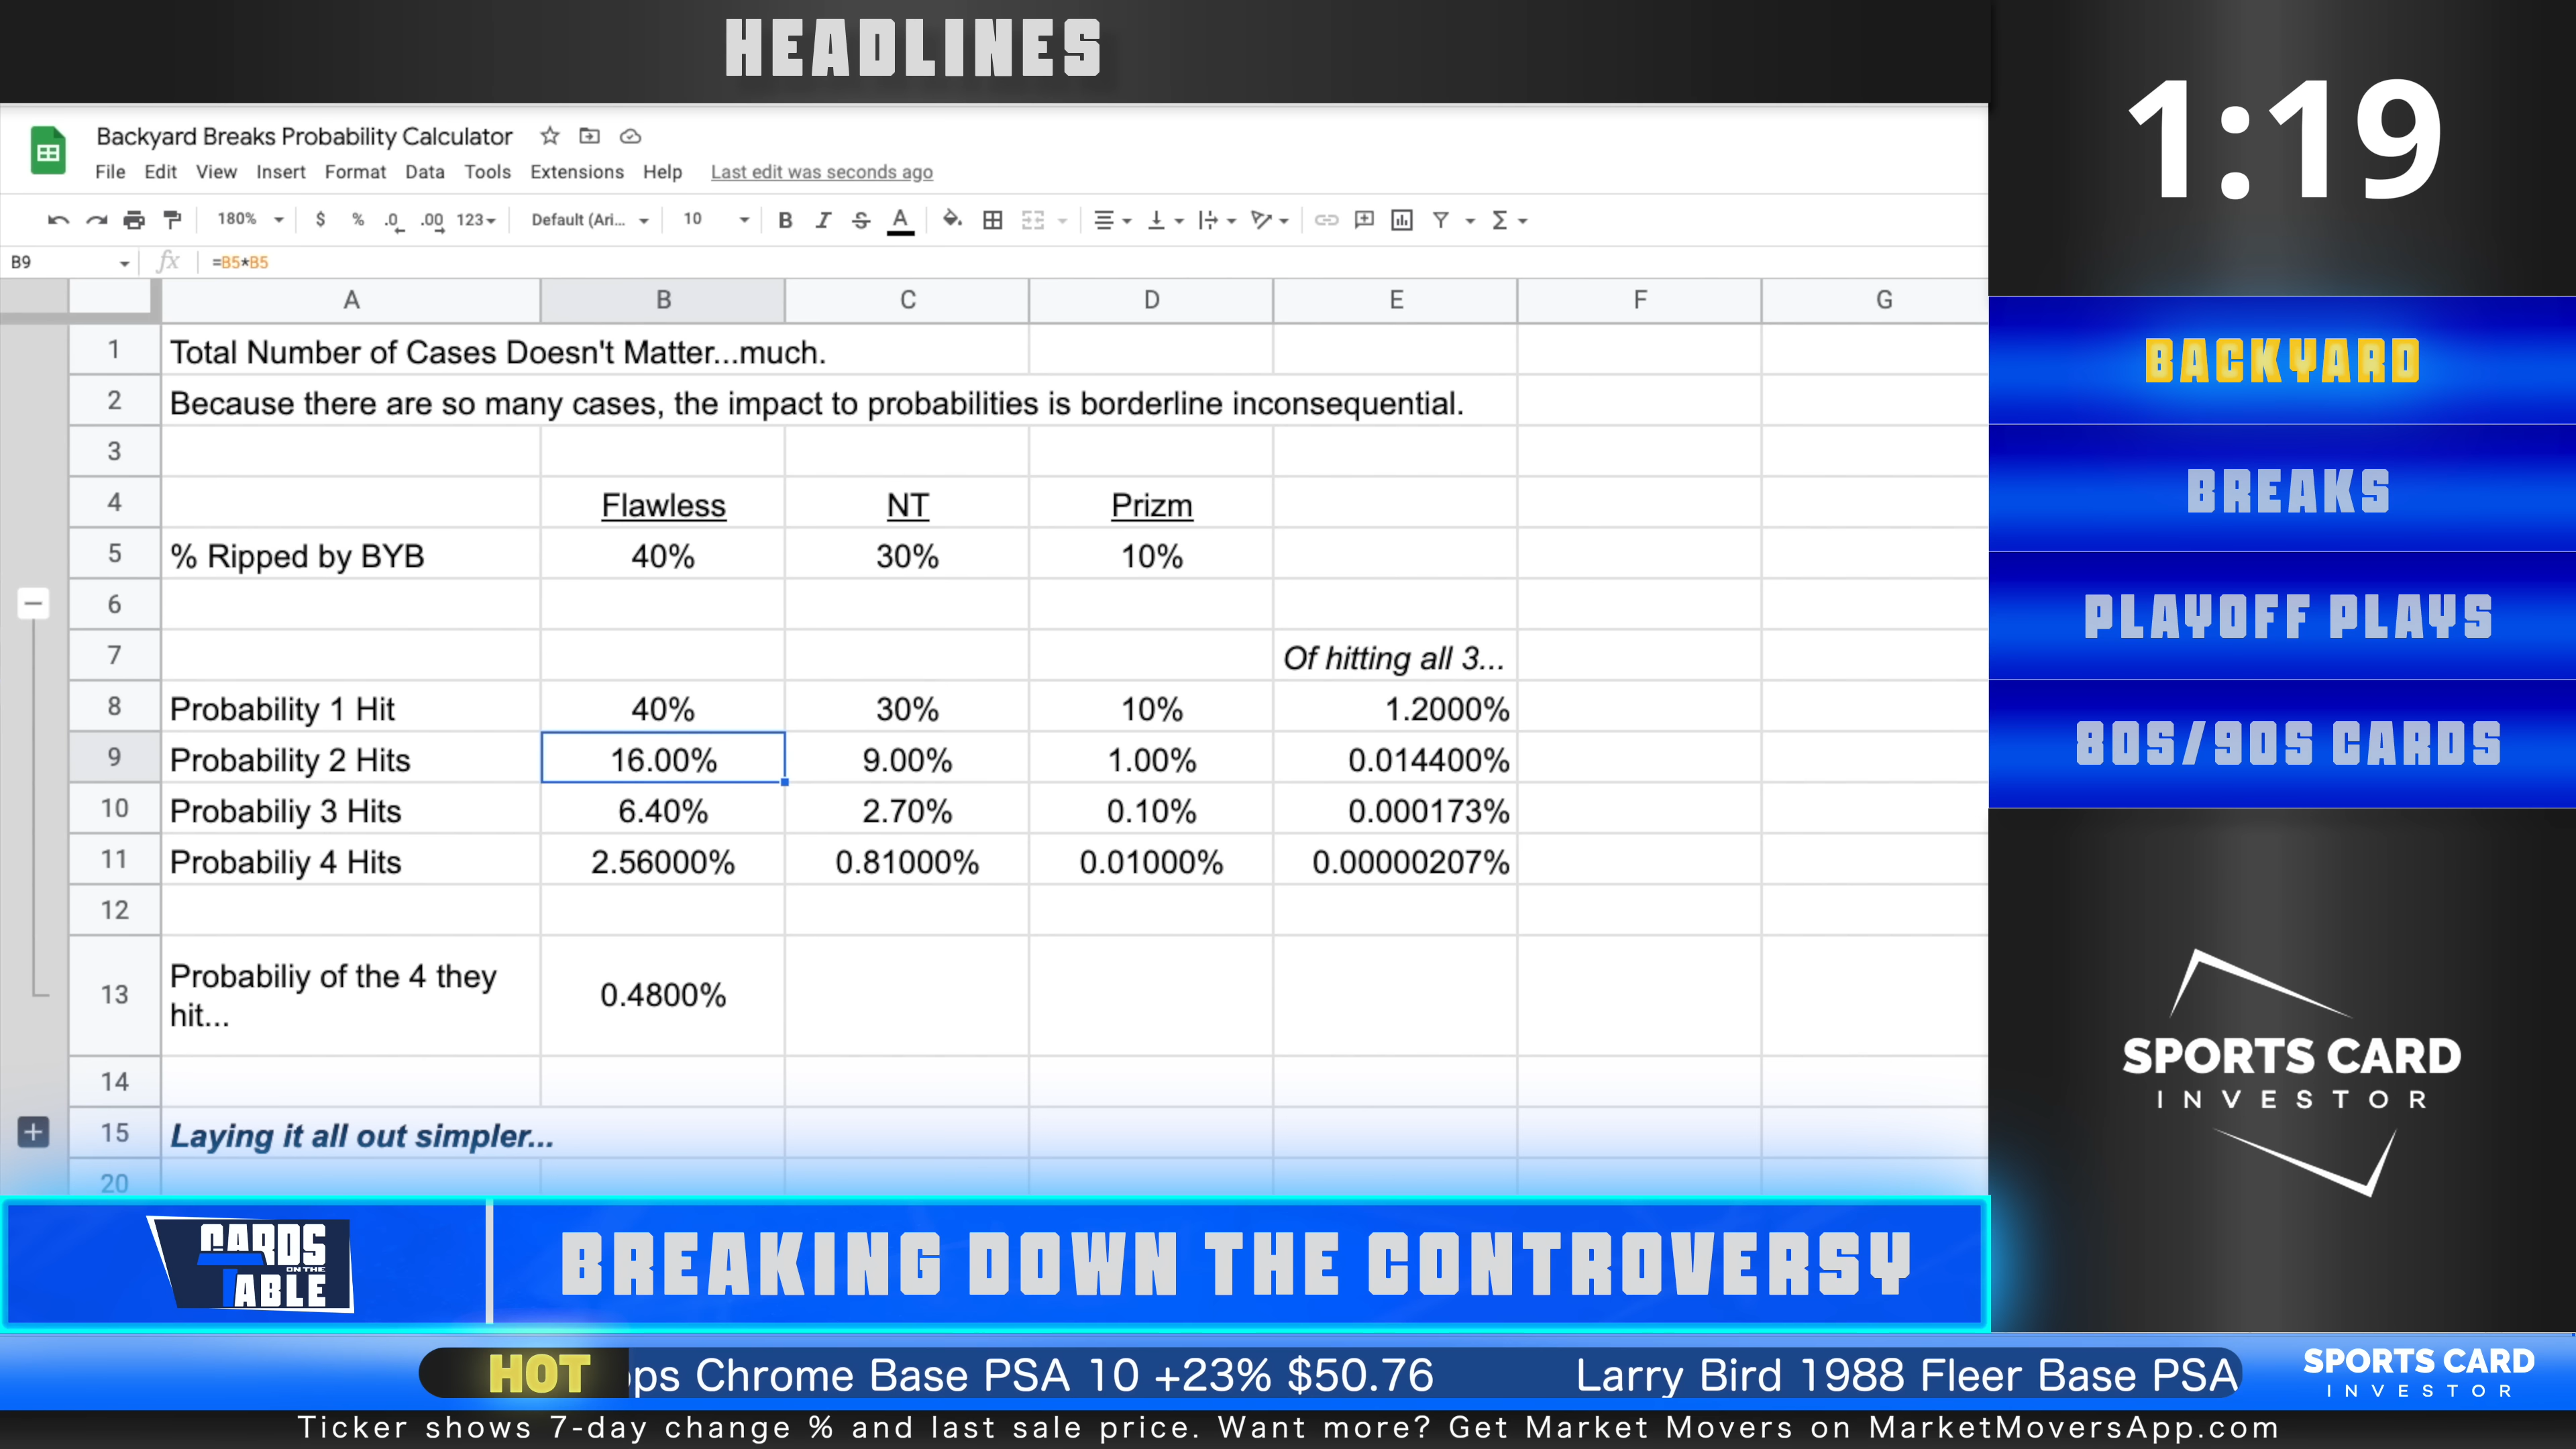 HEADLINES
1:19
Backyard Breaks Probability Calculator
File Edit View Insert Format Data Tools Extensions Help Last edit was seconds ago
180% $ % .0 .00 123 Default (Ari... 10 B I S A
B9 fx =B5*B5
A B C D E F G
1 Total Number of Cases Doesn't Matter...much.
2 Because there are so many cases, the impact to probabilities is borderline inconsequential.
3
4 Flawless NT Prizm
5 % Ripped by BYB 40% 30% 10%
6
7 Of hitting all 3...
8 Probability 1 Hit 40% 30% 10% 1.2000%
9 Probability 2 Hits 16.00% 9.00% 1.00% 0.014400%
10 Probabiliy 3 Hits 6.40% 2.70% 0.10% 0.000173%
11 Probabiliy 4 Hits 2.56000% 0.81000% 0.01000% 0.00000207%
12
13 Probabiliy of the 4 they
hit... 0.4800%
14
15 Laying it all out simpler...
20
BACKYARD
BREAKS
PLAYOFF PLAYS
80S/90S CARDS
SPORTS CARD
INVESTOR
CARDS
ON THE
TABLE
BREAKING DOWN THE CONTROVERSY
HOT ps Chrome Base PSA 10 +23% $50.76 Larry Bird 1988 Fleer Base PSA
SPORTS CARD
INVESTOR
Ticker shows 7-day change % and last sale price. Want more? Get Market Movers on MarketMoversApp.com